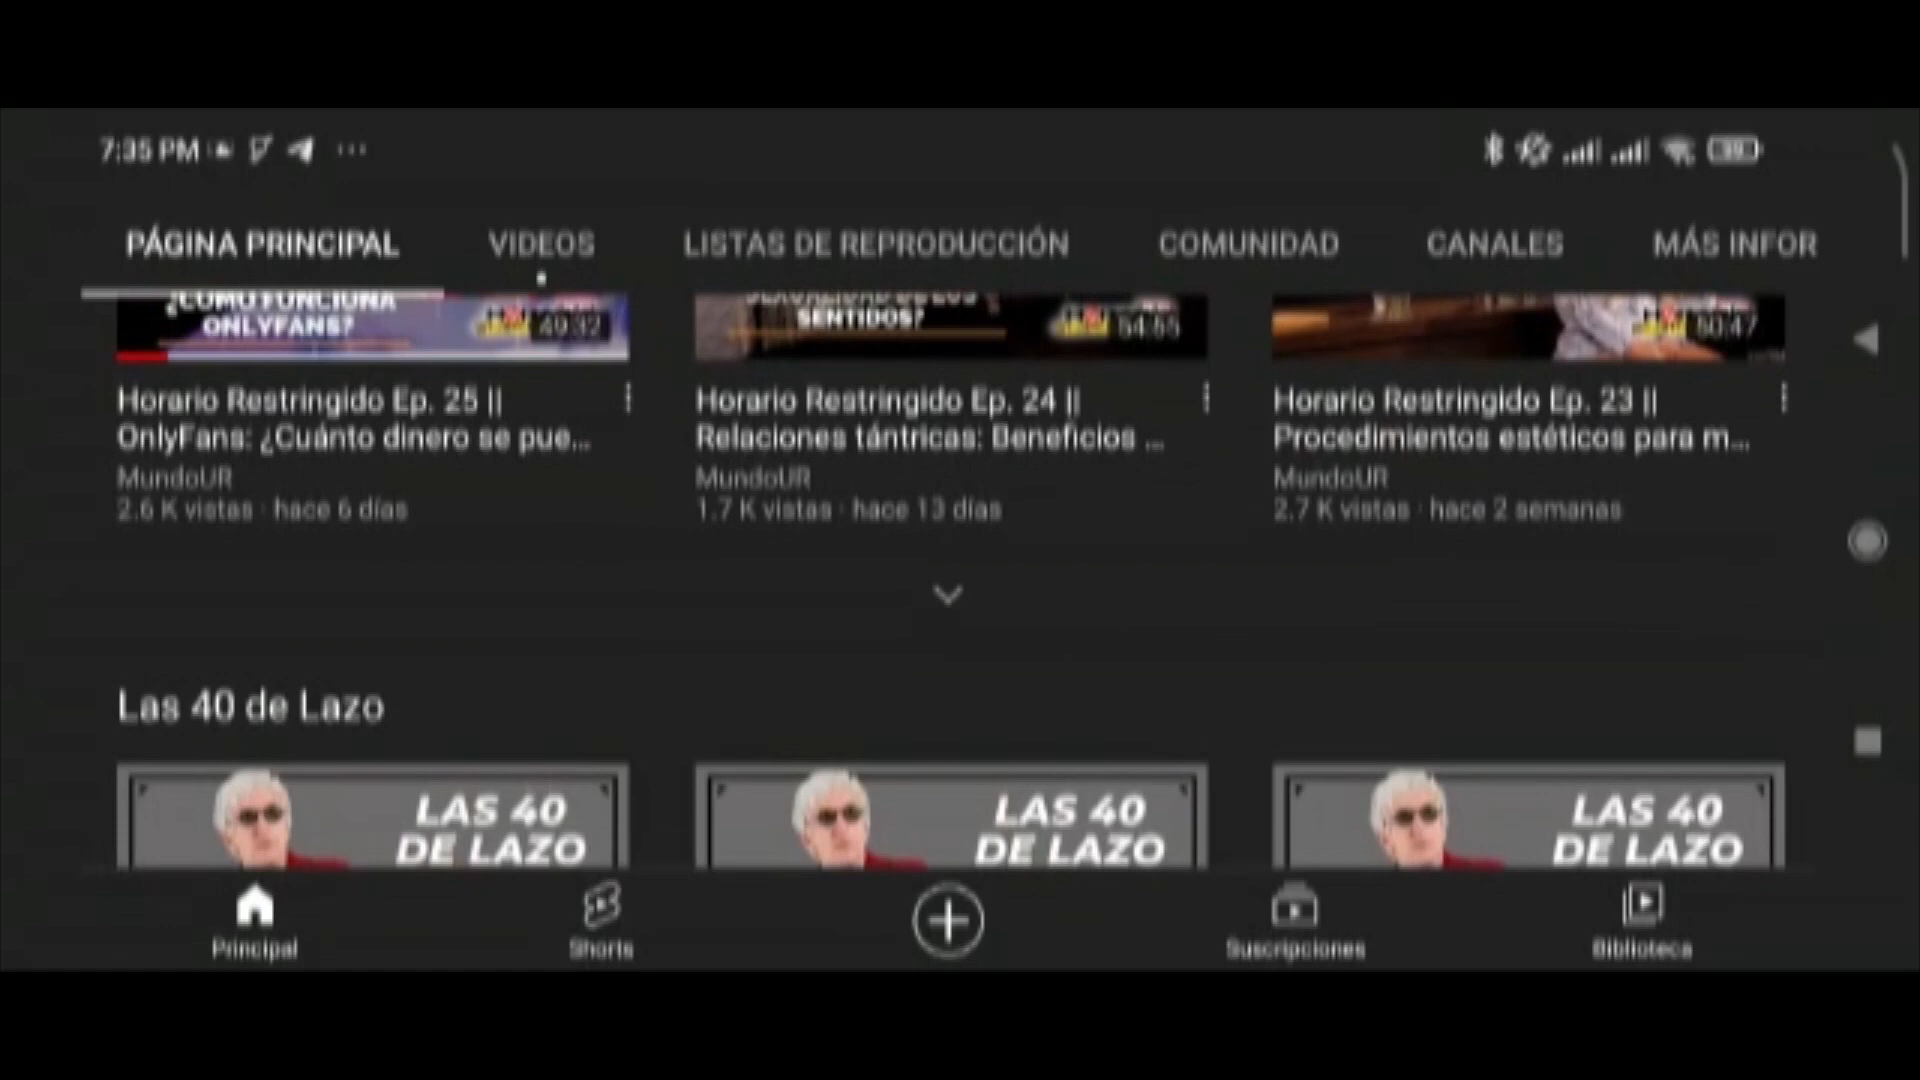 7:35 PM
PÁGINA PRINCIPAL
VIDEOS
LISTAS DE REPRODUCCIÓN
COMUNIDAD
CANALES
MÁS INFOR
¿CÓMO FUNCIONA
ONLYFANS?
49:32
SENTIDOS?
54:55
50:47
Horario Restringido Ep. 25 ||
OnlyFans: ¿Cuánto dinero se pue...
MundoUR
2.6 K vistas · hace 6 días
Horario Restringido Ep. 24 ||
Relaciones tántricas: Beneficios ...
MundoUR
1.7 K vistas · hace 13 días
Horario Restringido Ep. 23 ||
Procedimientos estéticos para m...
MundoUR
2.7 K vistas · hace 2 semanas
Las 40 de Lazo
LAS 40
DE LAZO
LAS 40
DE LAZO
LAS 40
DE LAZO
Principal
Shorts
Suscripciones
Biblioteca